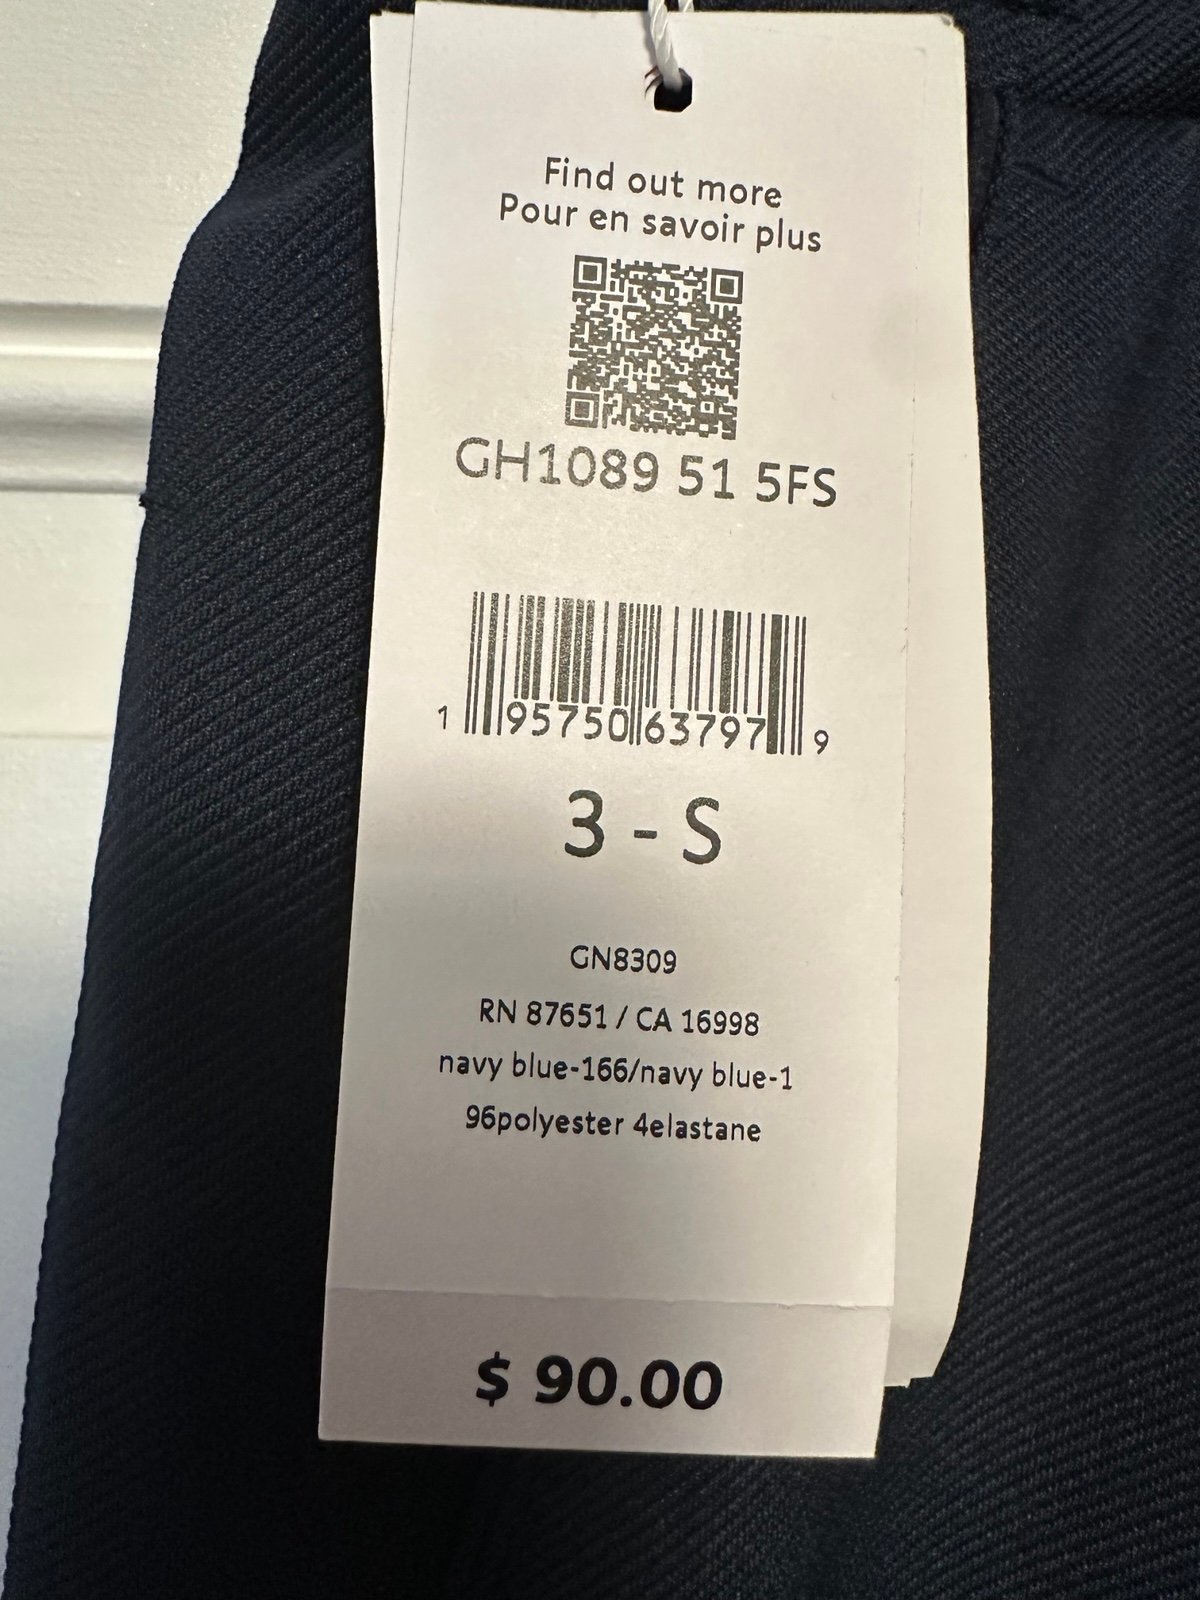 Find out more
Pour en savoir plus
GH1089 51 5FS
1 95750 63797 9
3 - S
GN8309
RN 87651 / CA 16998
navy blue-166/navy blue-1
96polyester 4elastane
$ 90.00